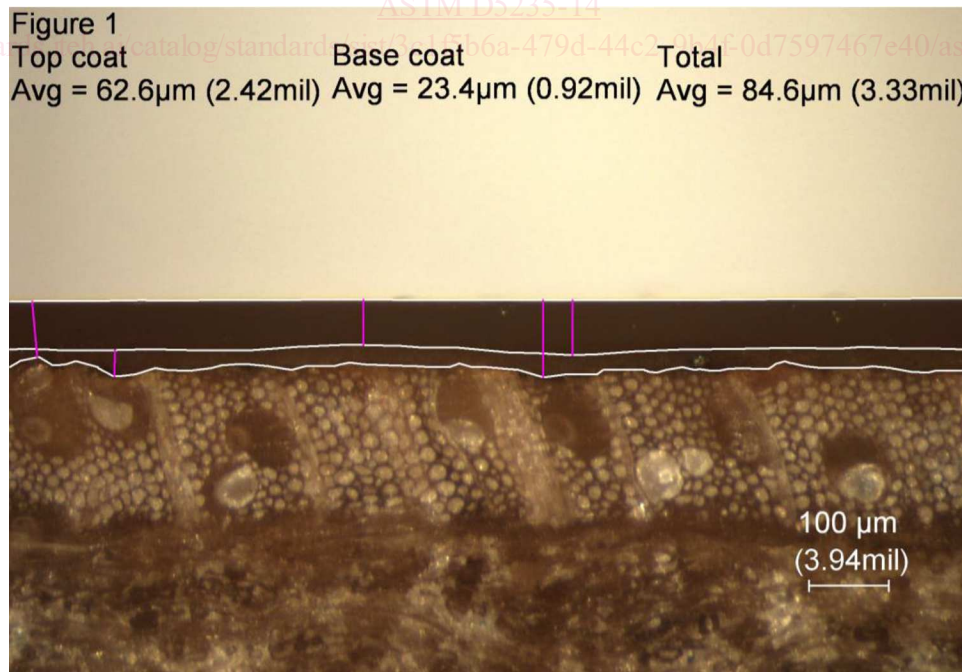 ASTM D5235-14
Figure 1
Top coat
Avg = 62.6µm (2.42mil)
Base coat
Avg = 23.4µm (0.92mil)
Total
Avg = 84.6µm (3.33mil)
100 µm
(3.94mil)